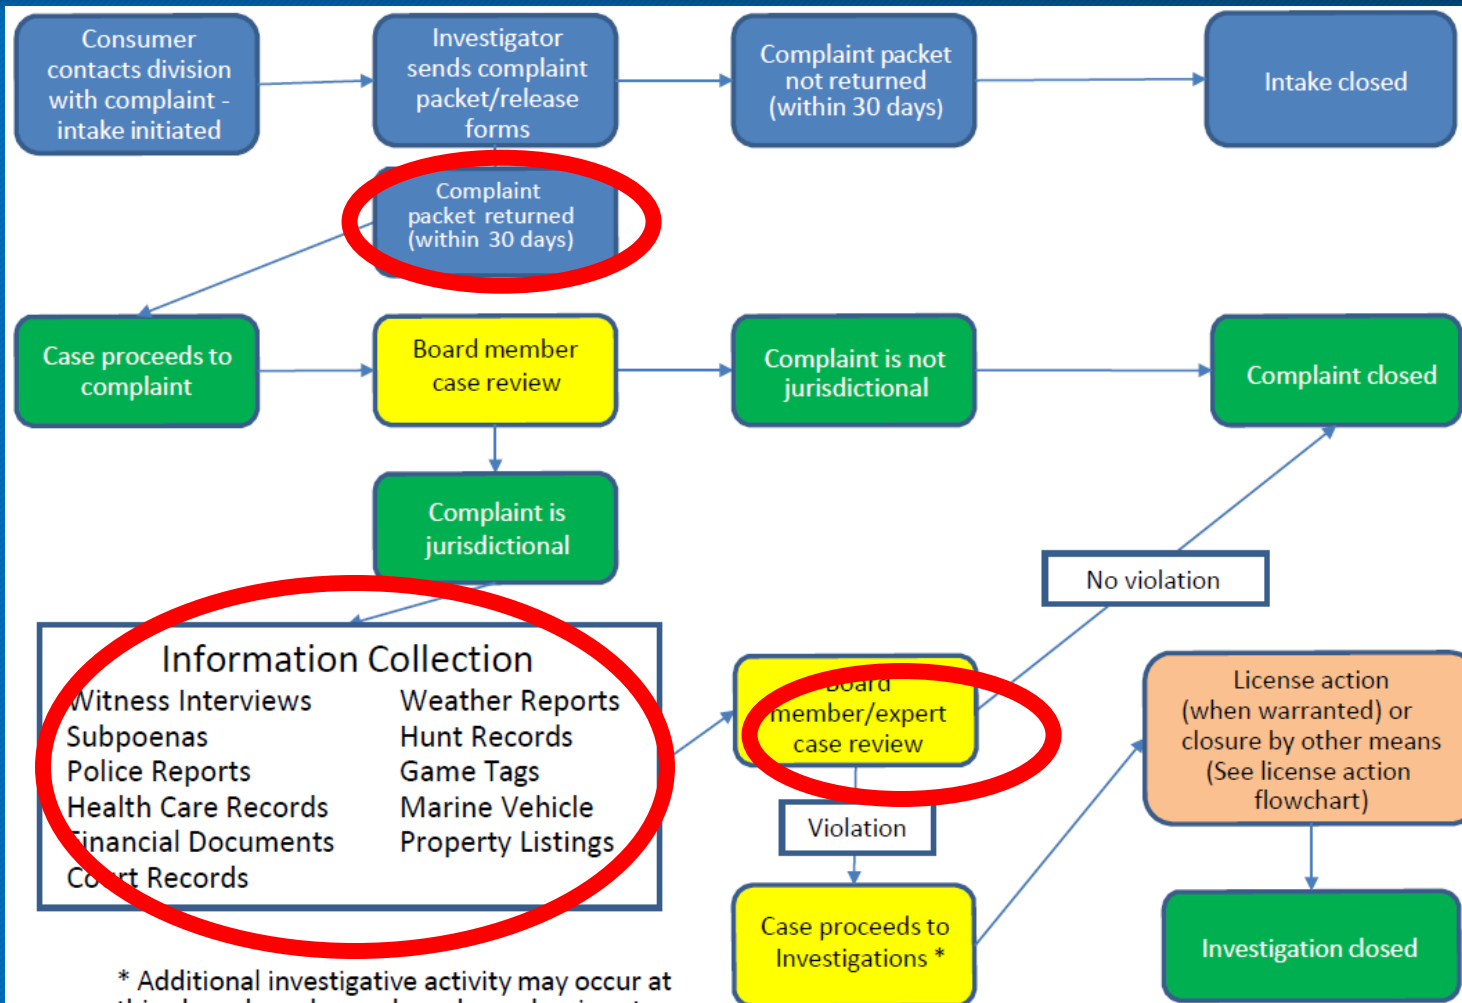 Consumer
contacts division
with complaint -
intake initiated
Investigator
sends complaint
packet/release
forms
Complaint packet
not returned
(within 30 days)
Intake closed
Complaint
packet returned
(within 30 days)
Case proceeds to
complaint
Board member
case review
Complaint is not
jurisdictional
Complaint closed
Complaint is
jurisdictional
No violation
Information Collection
Witness Interviews
Subpoenas
Police Reports
Health Care Records
Financial Documents
Court Records
Weather Reports
Hunt Records
Game Tags
Marine Vehicle
Property Listings
Board
member/expert
case review
Violation
License action
(when warranted) or
closure by other means
(See license action
flowchart)
Case proceeds to
Investigations *
Investigation closed
* Additional investigative activity may occur at